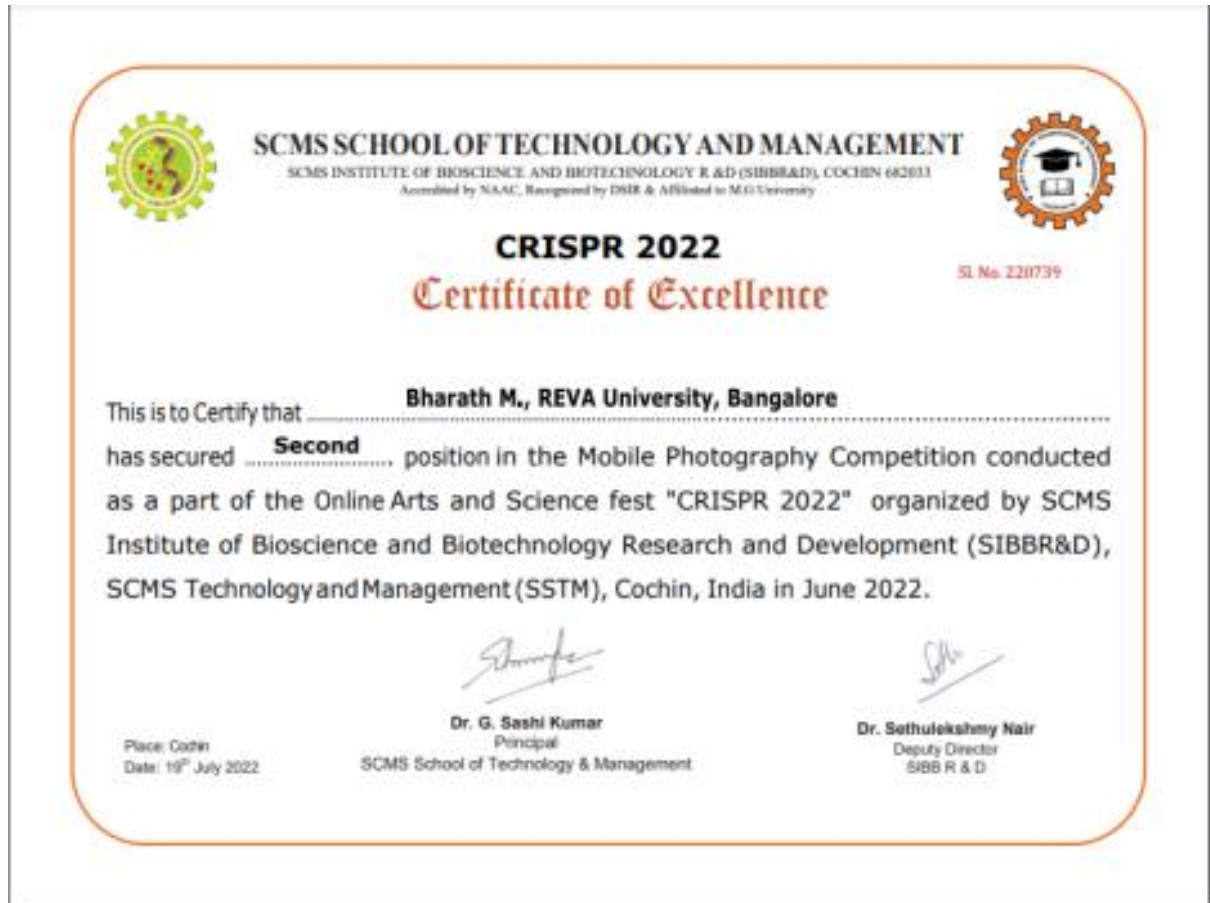 SCMS SCHOOL OF TECHNOLOGY AND MANAGEMENT
SCMS INSTITUTE OF BIOSCIENCE AND BIOTECHNOLOGY R &D (SIBBR&D), COCHIN 682033
Accredited by NAAC, Recognized by DSIR & Affiliated to M.G University
CRISPR 2022
Certificate of Excellence
Sl. No. 220739
This is to Certify that Bharath M., REVA University, Bangalore
has secured Second position in the Mobile Photography Competition conducted
as a part of the Online Arts and Science fest "CRISPR 2022" organized by SCMS
Institute of Bioscience and Biotechnology Research and Development (SIBBR&D),
SCMS Technology and Management (SSTM), Cochin, India in June 2022.
Dr. G. Sashi Kumar
Principal
SCMS School of Technology & Management
Dr. Sethulekshmy Nair
Deputy Director
SIBB R & D
Place: Cochin
Date: 19th July 2022